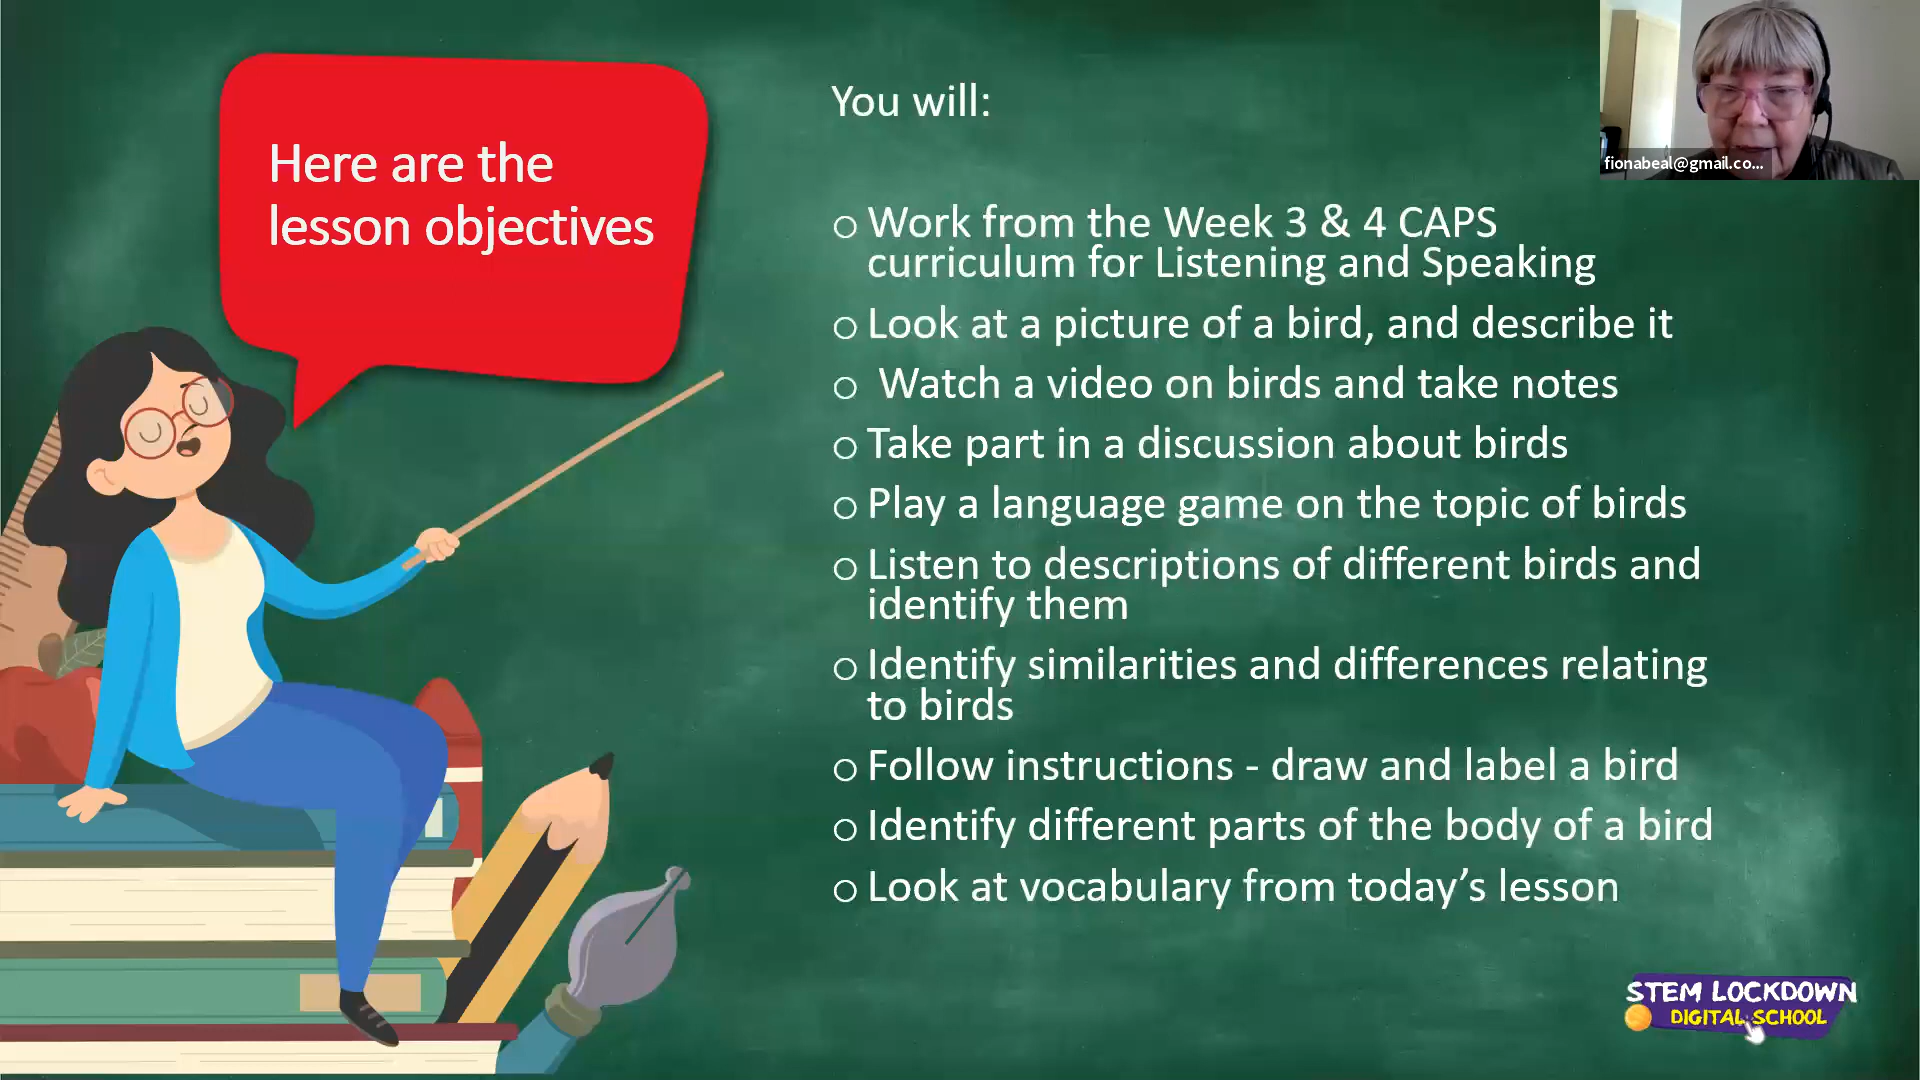 Here are the
lesson objectives
You will:
Work from the Week 3 & 4 CAPS
curriculum for Listening and Speaking
Look at a picture of a bird, and describe it
Watch a video on birds and take notes
Take part in a discussion about birds
Play a language game on the topic of birds
Listen to descriptions of different birds and
identify them
Identify similarities and differences relating
to birds
Follow instructions - draw and label a bird
Identify different parts of the body of a bird
Look at vocabulary from today’s lesson
fionabeal@gmail.co...
STEM LOCKDOWN
DIGITAL SCHOOL